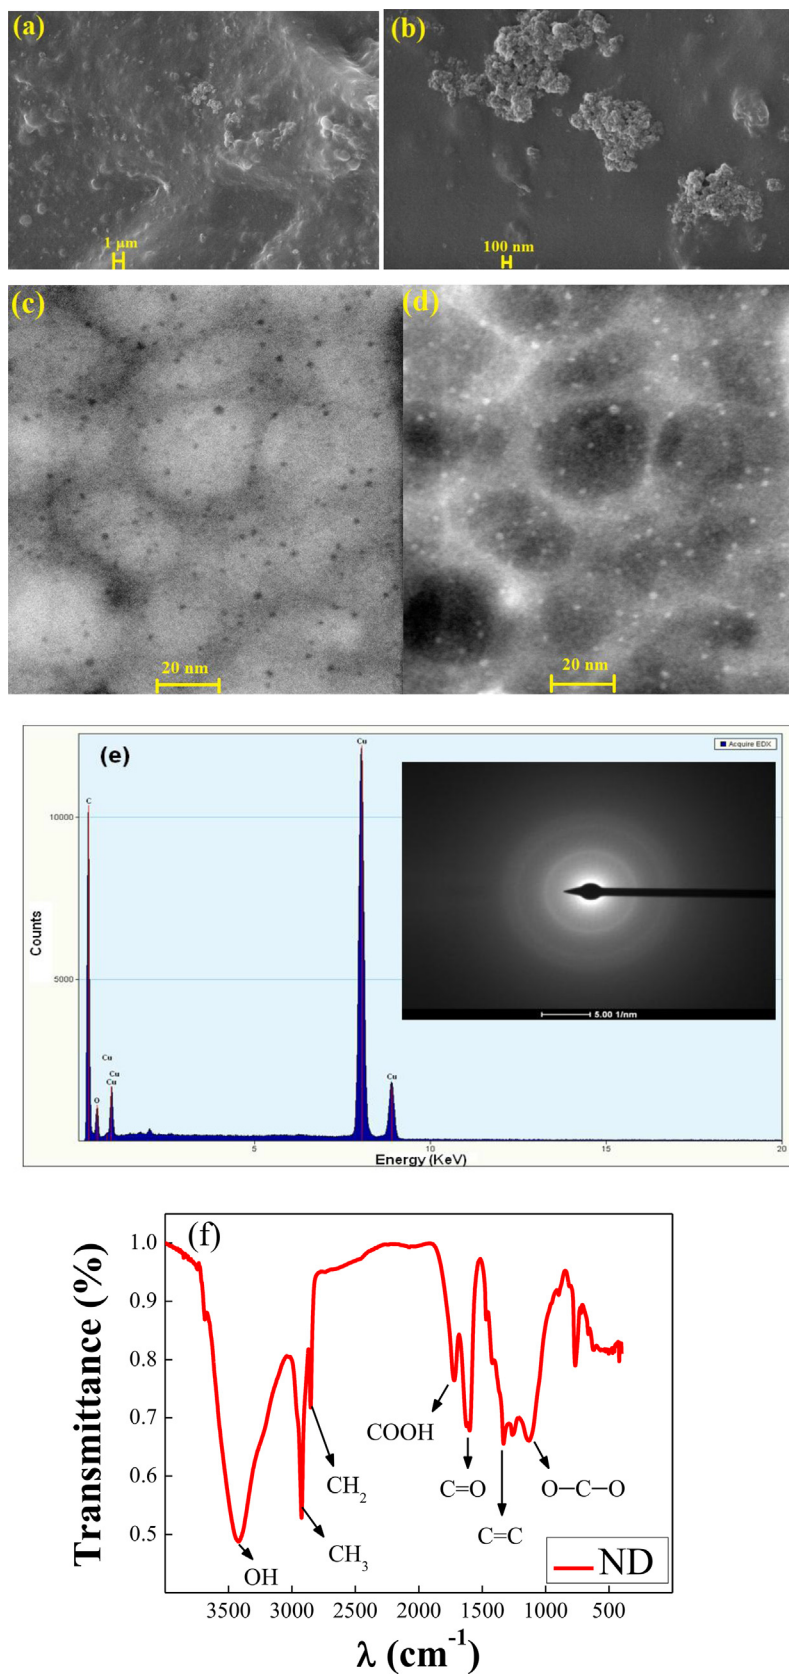 (a)
(b)
1 μm
100 nm
(c)
(d)
20 nm
20 nm
(e)
Acquire EDX
Cu
C
10000
Counts
5000
Cu
Cu
Cu
O
Cu
5.00 1/nm
5
10
15
20
Energy (KeV)
(f)
1.0
0.9
0.8
0.7
0.6
0.5
Transmittance (%)
COOH
CH2
C=O
O–C–O
C=C
CH3
OH
ND
3500
3000
2500
2000
1500
1000
500
λ (cm⁻¹)